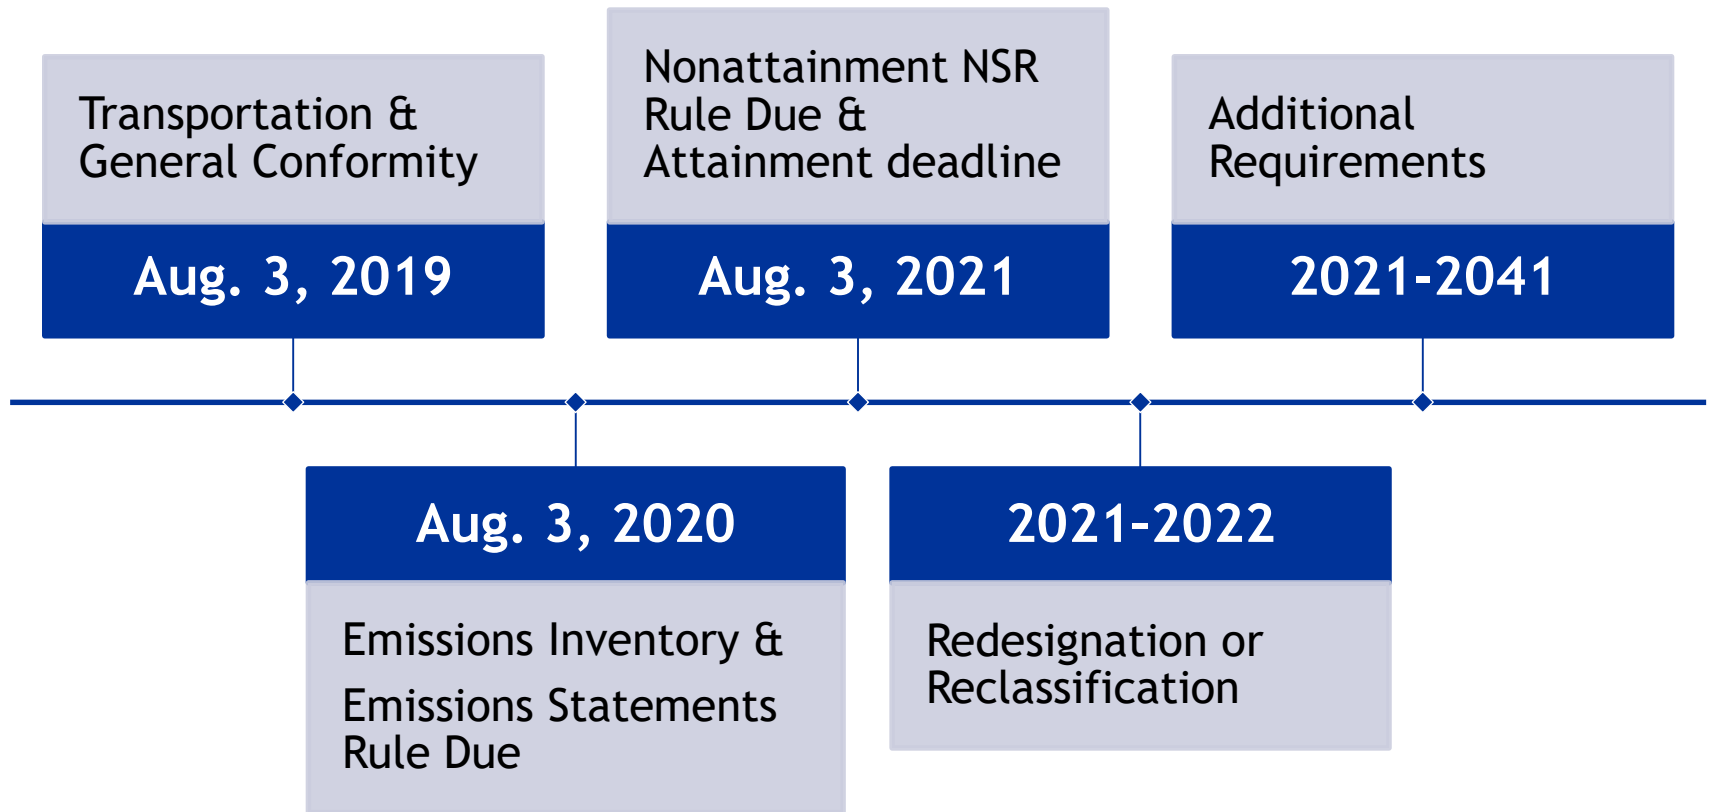 Transportation &
General Conformity
Aug. 3, 2019
Aug. 3, 2020
Emissions Inventory &
Emissions Statements
Rule Due
Nonattainment NSR
Rule Due &
Attainment deadline
Aug. 3, 2021
2021-2022
Redesignation or
Reclassification
Additional
Requirements
2021-2041